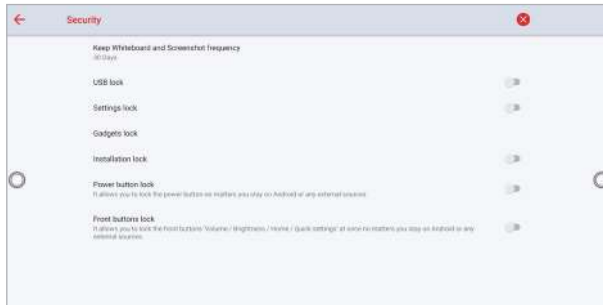 Security
Keep Whiteboard and Screenshot frequency
30 Days
USB lock
Settings lock
Gadgets lock
Installation lock
Power button lock
It allows you to lock the power button no matters you stay on Android or any external sources.
Front buttons lock
It allows you to lock the front buttons 'Volume / Brightness / Home / Quick settings' at once no matters you stay on Android or any
external sources.